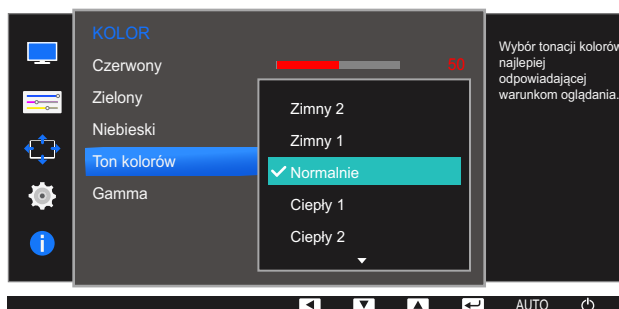 KOLOR
Czerwony
50
Zielony
Niebieski
Ton kolorów
Gamma
Zimny 2
Zimny 1
Normalnie
Ciepły 1
Ciepły 2
Wybór tonacji kolorów
najlepiej
odpowiadającej
warunkom oglądania.
AUTO